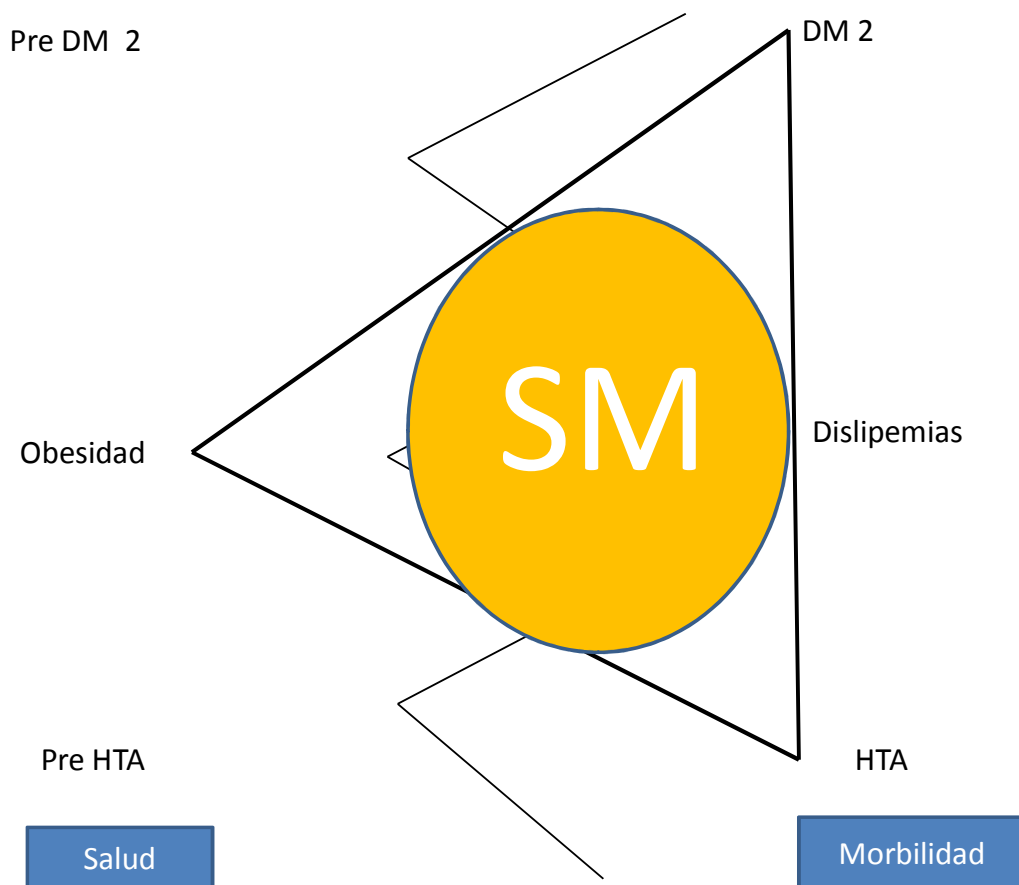 Pre DM 2
DM 2
SM
Obesidad
Dislipemias
Pre HTA
HTA
Salud
Morbilidad